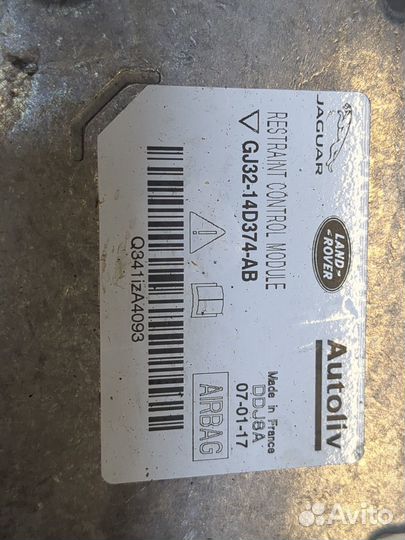 JAGUAR
LAND-
-ROVER
Autoliv
RESTRAINT CONTROL MODULE
GJ32-14D374-AB
Made in France
DDJ8A
07-01-17
AIRBAG
Q341izA4093
Avito